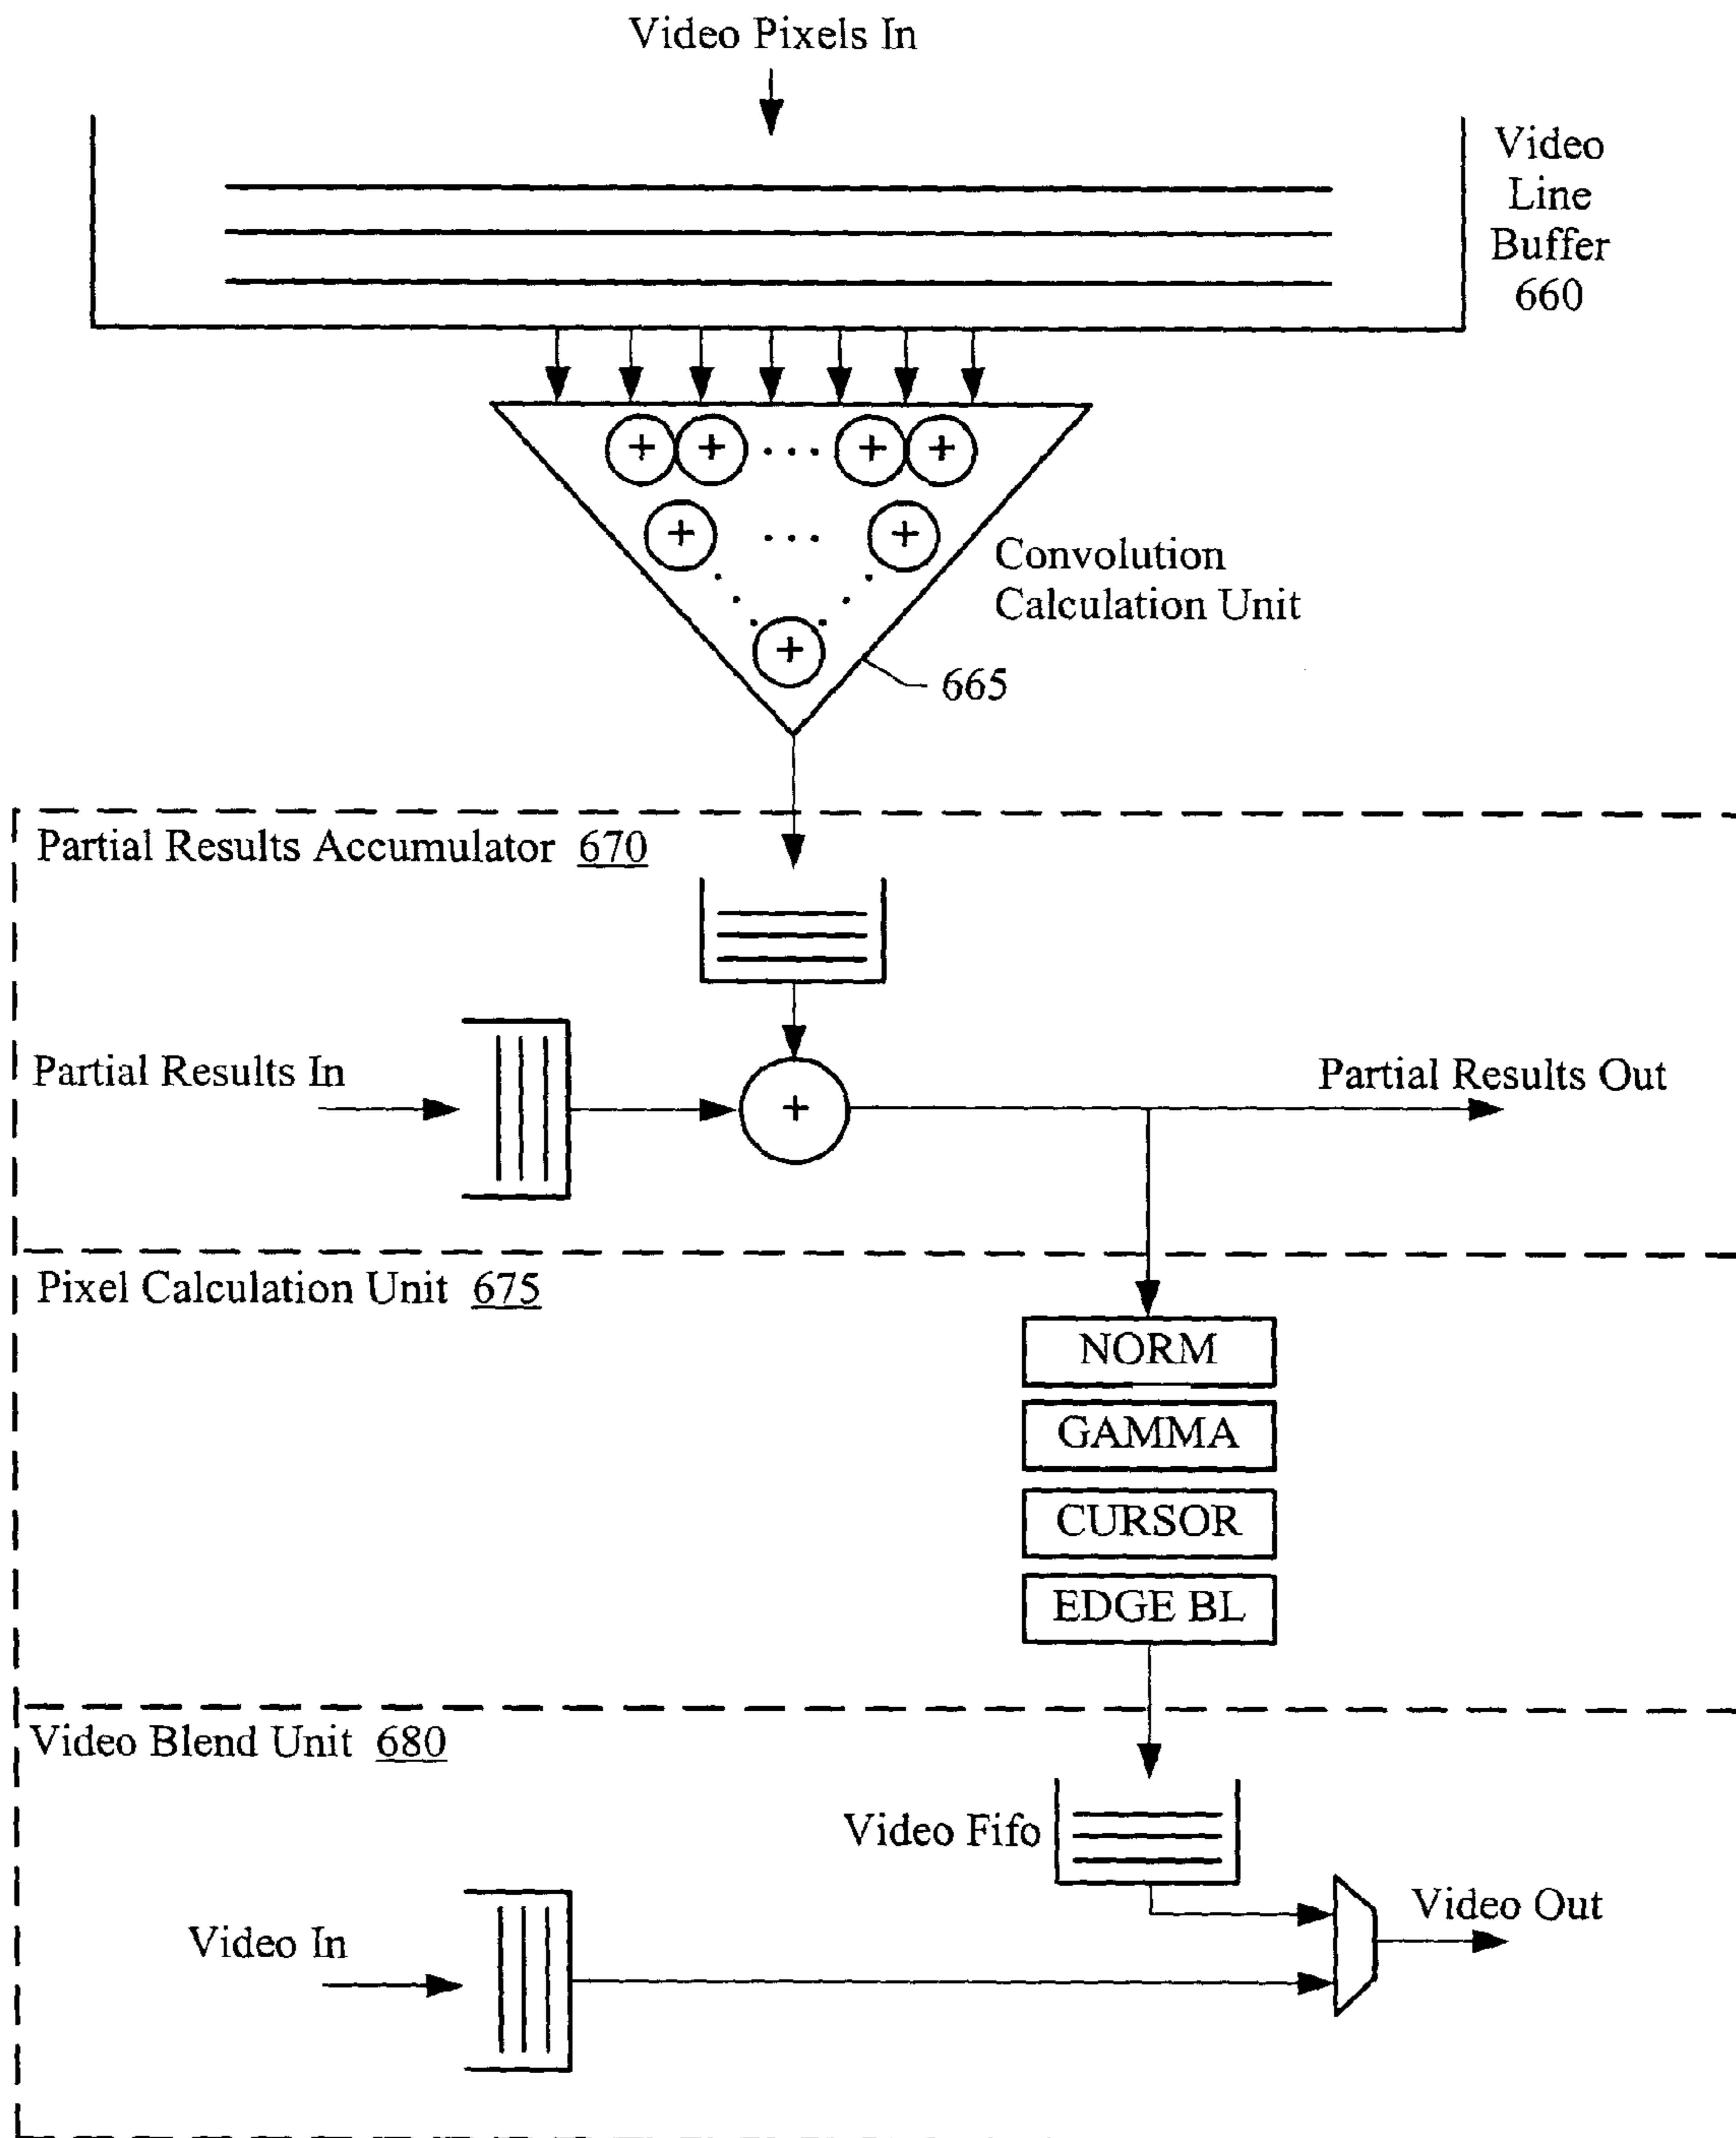 Video Pixels In
Video
Line
Buffer
660
+ + ... + +
+ ... +
Convolution
Calculation Unit
+
665
Partial Results Accumulator 670
Partial Results In
+
Partial Results Out
Pixel Calculation Unit 675
NORM
GAMMA
CURSOR
EDGE BL
Video Blend Unit 680
Video Fifo
Video Out
Video In